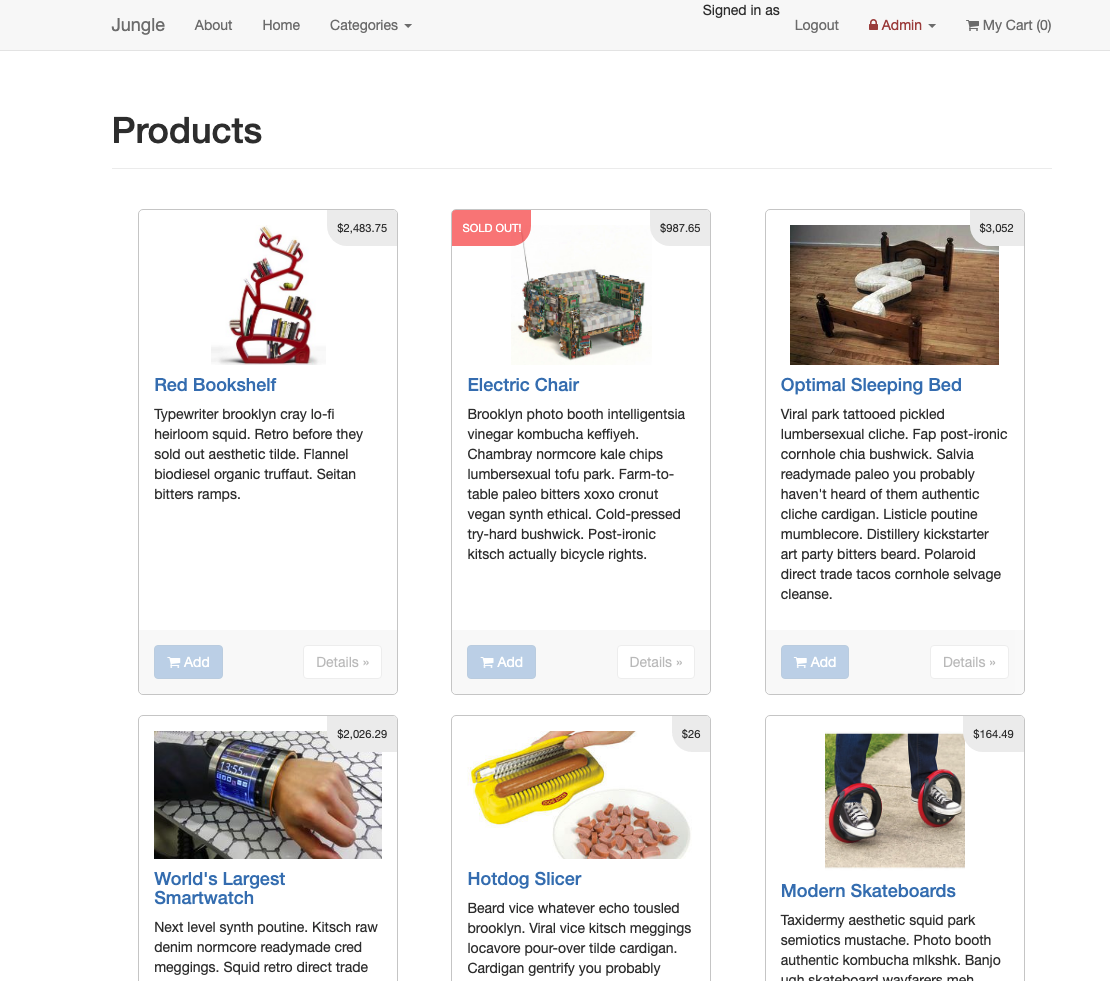 Signed in as
Jungle About Home Categories Logout Admin My Cart (0)
Products
$2,483.75
Red Bookshelf
Typewriter brooklyn cray lo-fi
heirloom squid. Retro before they
sold out aesthetic tilde. Flannel
biodiesel organic truffaut. Seitan
bitters ramps.
Add Details »
SOLD OUT! $987.65
Electric Chair
Brooklyn photo booth intelligentsia
vinegar kombucha keffiyeh.
Chambray normcore kale chips
lumbersexual tofu park. Farm-to-
table paleo bitters xoxo cronut
vegan synth ethical. Cold-pressed
try-hard bushwick. Post-ironic
kitsch actually bicycle rights.
Add Details »
$3,052
Optimal Sleeping Bed
Viral park tattooed pickled
lumbersexual cliche. Fap post-ironic
cornhole chia bushwick. Salvia
readymade paleo you probably
haven't heard of them authentic
cliche cardigan. Listicle poutine
mumblecore. Distillery kickstarter
art party bitters beard. Polaroid
direct trade tacos cornhole selvage
cleanse.
Add Details »
$2,026.29
13:55
World's Largest
Smartwatch
Next level synth poutine. Kitsch raw
denim normcore readymade cred
meggings. Squid retro direct trade
$26
Hotdog Slicer
Beard vice whatever echo tousled
brooklyn. Viral vice kitsch meggings
locavore pour-over tilde cardigan.
Cardigan gentrify you probably
$164.49
Modern Skateboards
Taxidermy aesthetic squid park
semiotics mustache. Photo booth
authentic kombucha mlkshk. Banjo
ugh skateboard wayfarers meh